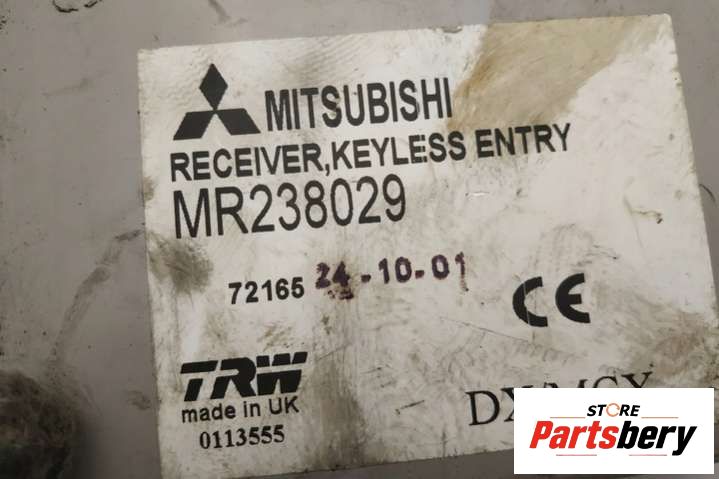 MITSUBISHI
RECEIVER,KEYLESS ENTRY
MR238029
72165 24-10-01
CE
TRW
made in UK
0113555
STORE
Partsbery